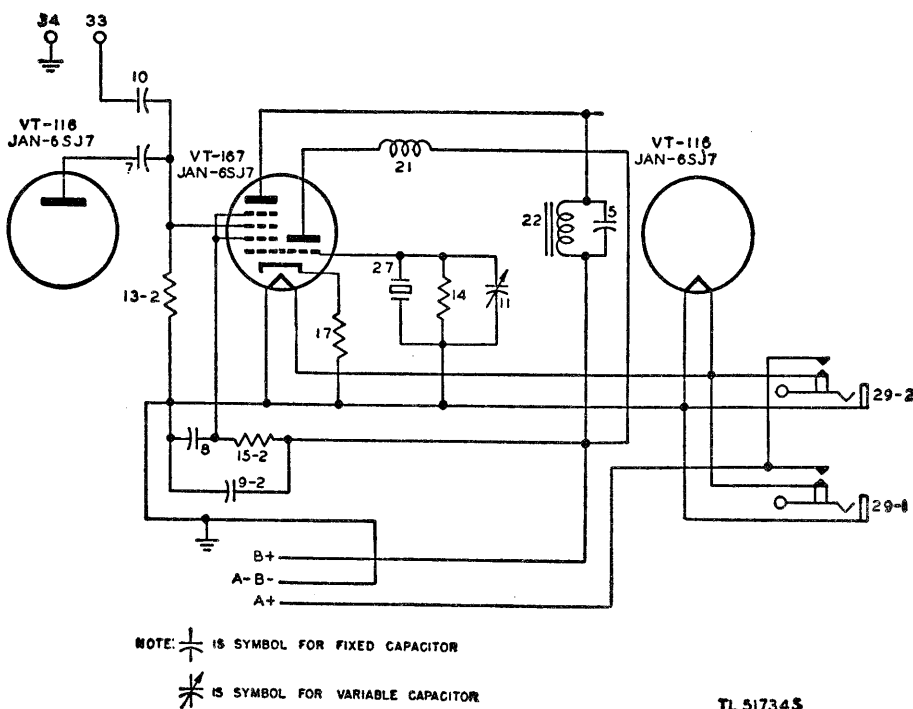 34 33
10
VT-116
JAN-6SJ7
7
VT-167
JAN-6SJ7
21
VT-116
JAN-6SJ7
22
5
27
14
11
13-2
17
29-2
8
15-2
9-2
29-1
B+
A-B-
A+
NOTE: IS SYMBOL FOR FIXED CAPACITOR
IS SYMBOL FOR VARIABLE CAPACITOR
TL 51734S